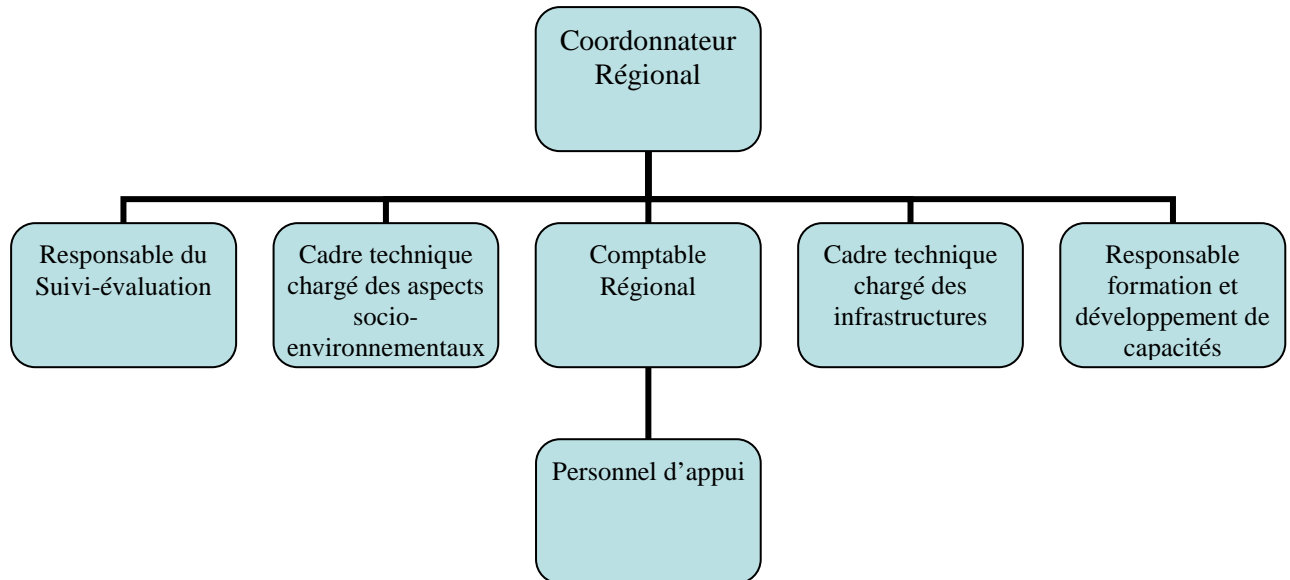 Coordonnateur
Régional
Responsable du
Suivi-évaluation
Cadre technique
chargé des aspects
socio-
environnementaux
Comptable
Régional
Cadre technique
chargé des
infrastructures
Responsable
formation et
développement de
capacités
Personnel d’appui